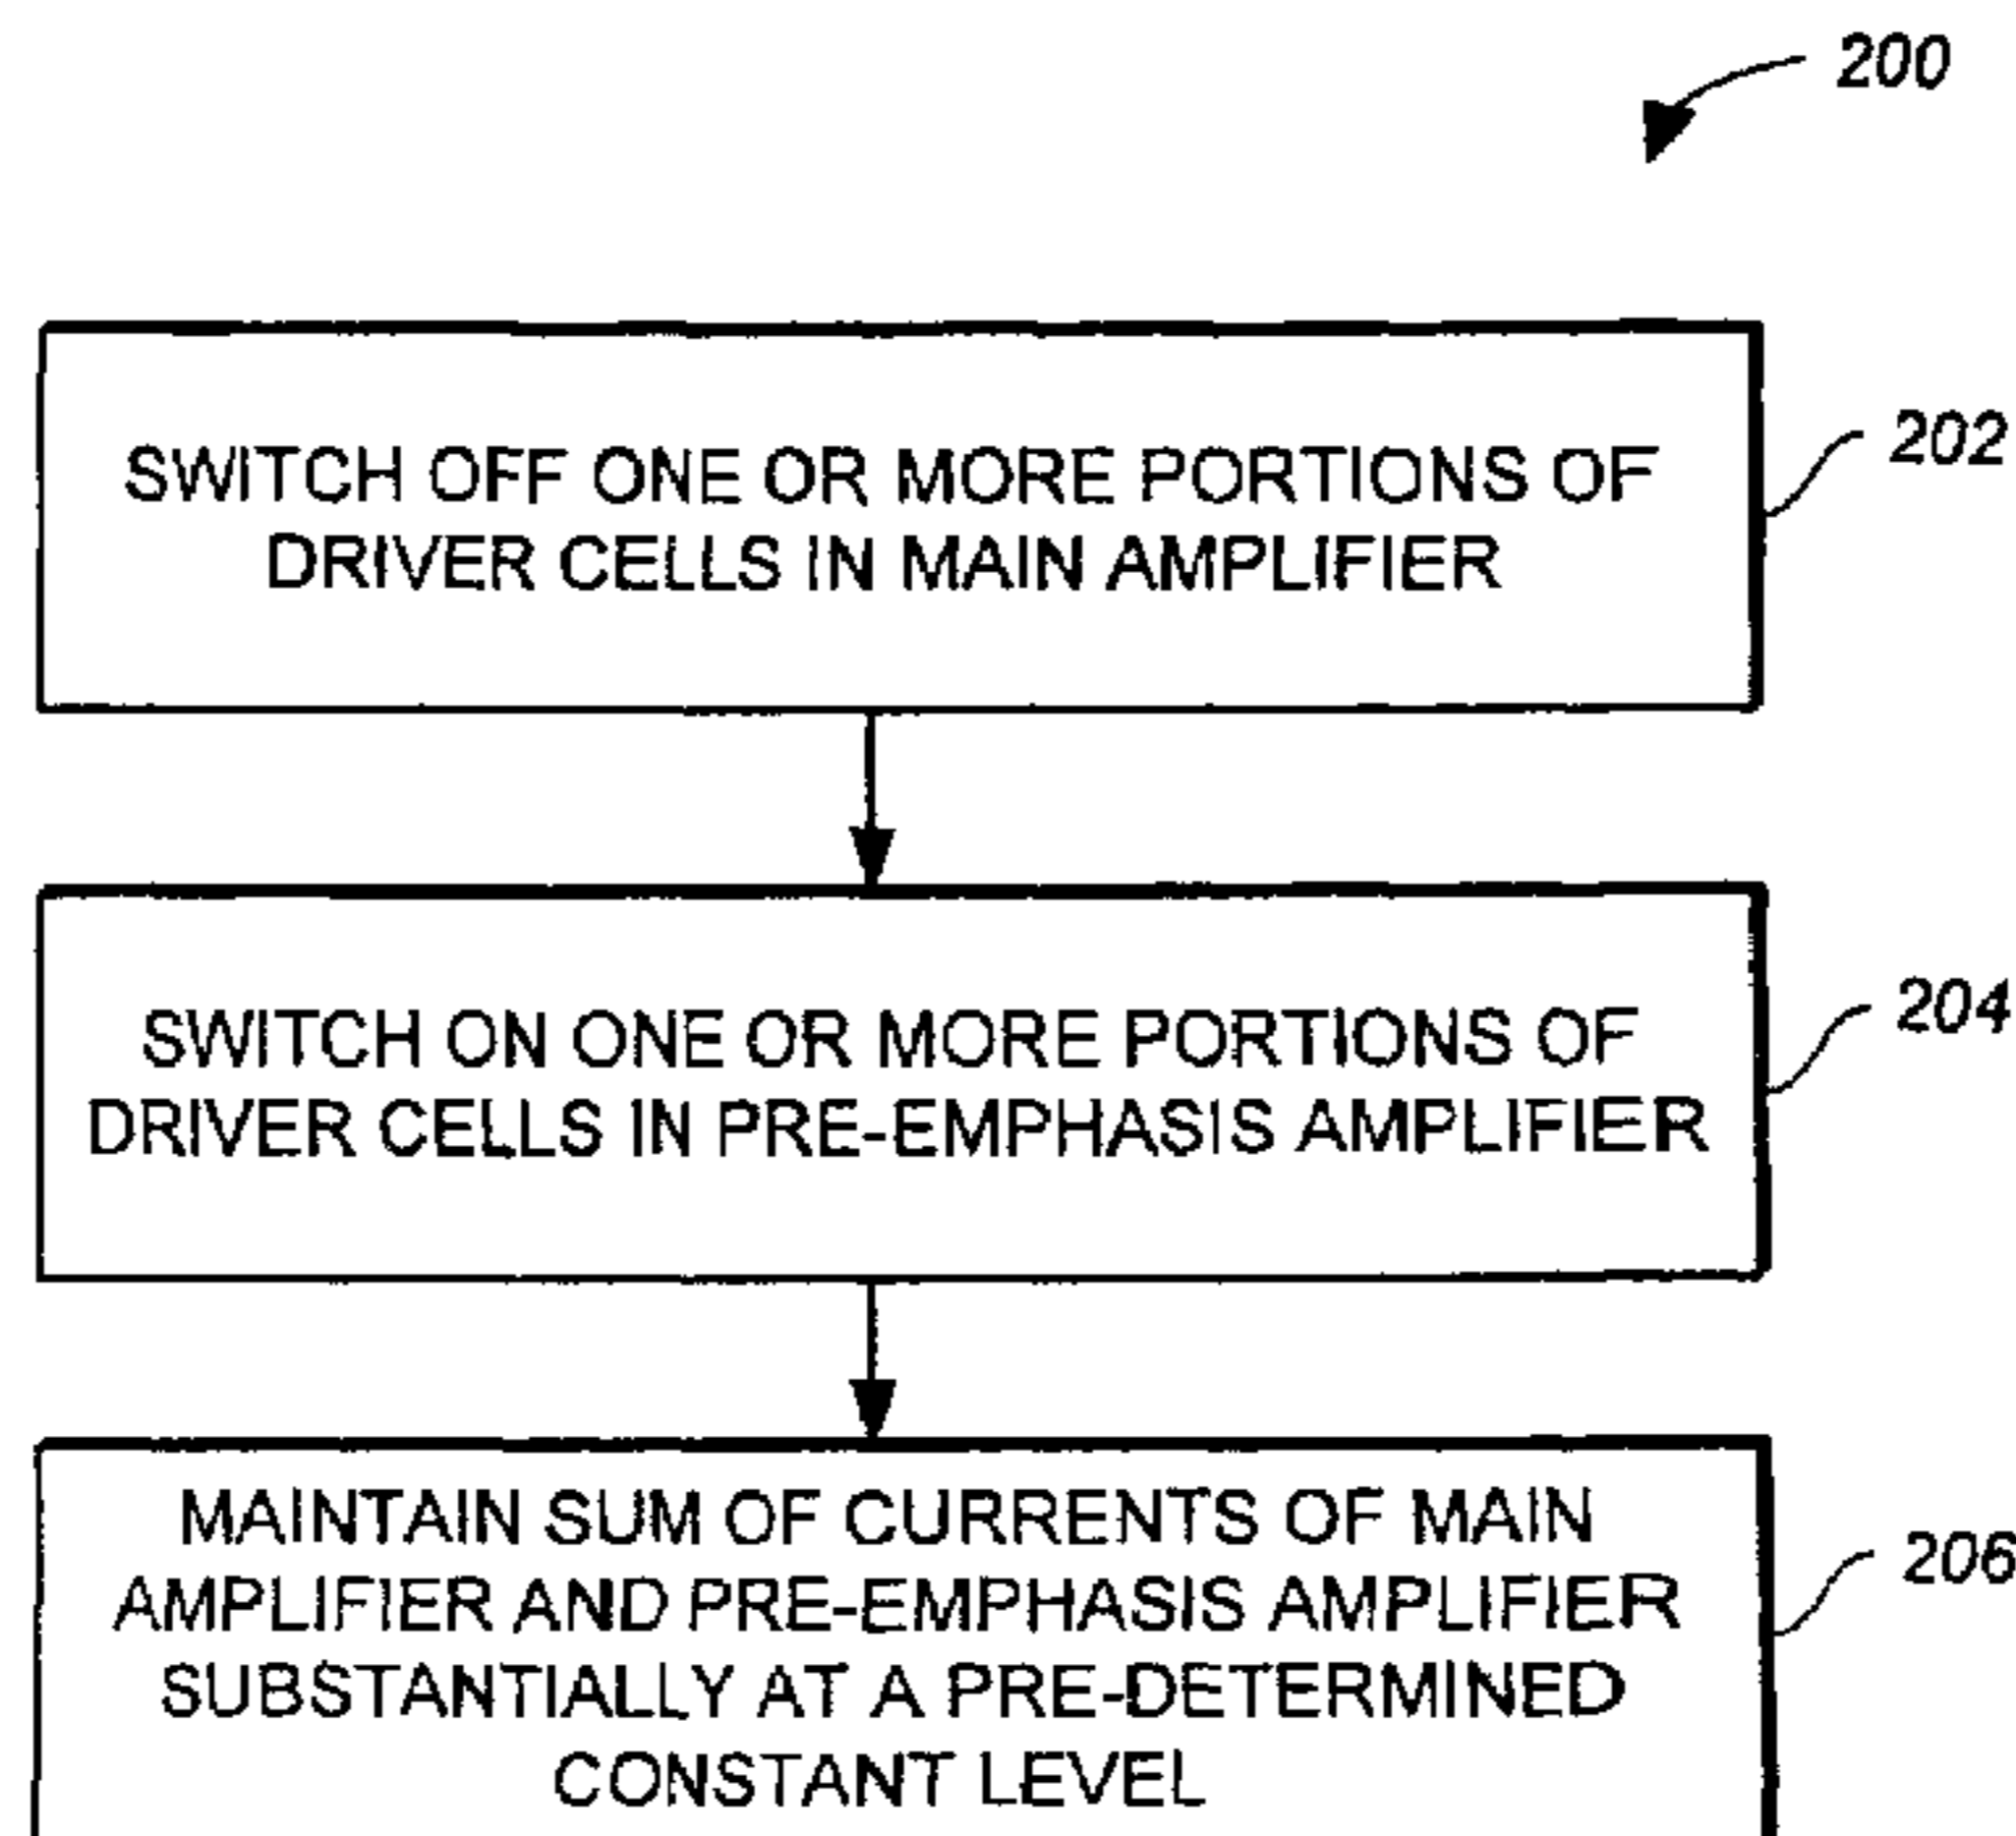 200
SWITCH OFF ONE OR MORE PORTIONS OF
DRIVER CELLS IN MAIN AMPLIFIER
202
SWITCH ON ONE OR MORE PORTIONS OF
DRIVER CELLS IN PRE-EMPHASIS AMPLIFIER
204
MAINTAIN SUM OF CURRENTS OF MAIN
AMPLIFIER AND PRE-EMPHASIS AMPLIFIER
SUBSTANTIALLY AT A PRE-DETERMINED
CONSTANT LEVEL
206